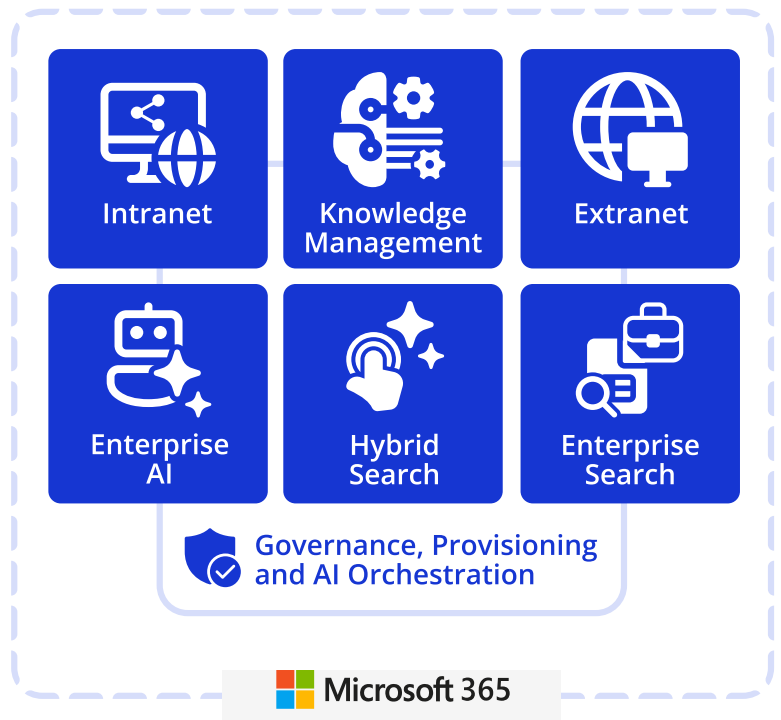 Intranet
Knowledge
Management
Extranet
Enterprise
AI
Hybrid
Search
Enterprise
Search
Governance, Provisioning
and AI Orchestration
Microsoft 365